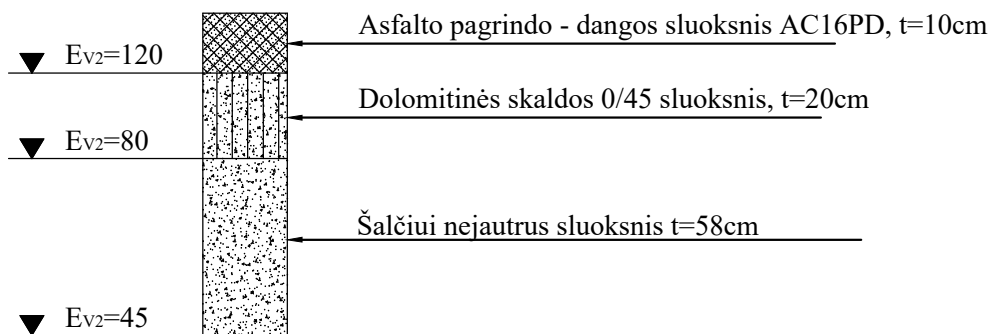 Asfalto pagrindo - dangos sluoksnis AC16PD, t=10cm
EV2=120
Dolomitinės skaldos 0/45 sluoksnis, t=20cm
EV2=80
Šalčiui nejautrus sluoksnis t=58cm
EV2=45